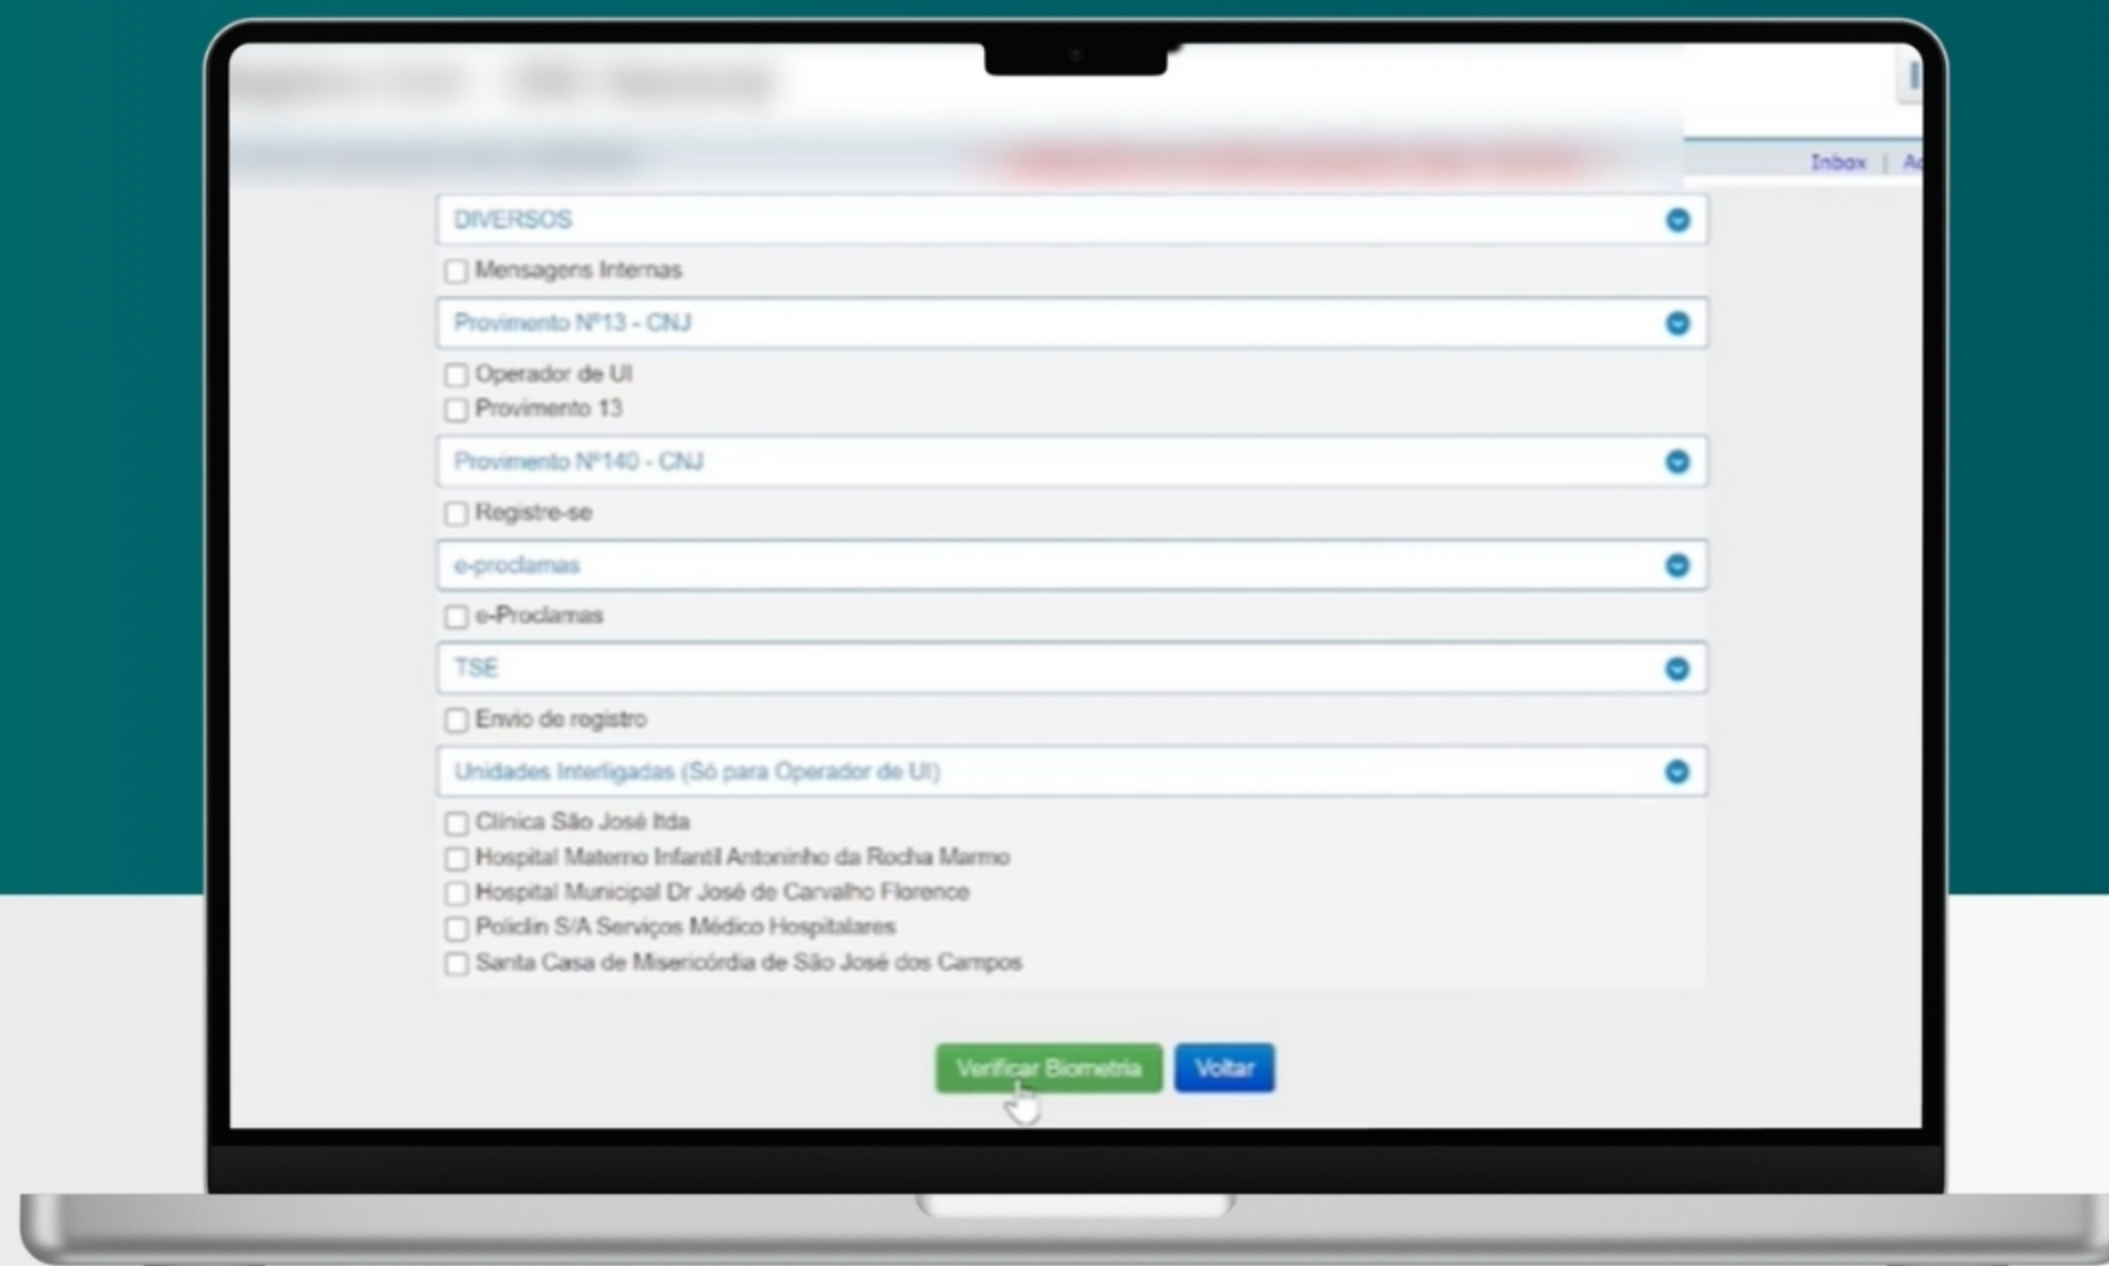 Inbox |
DIVERSOS
Mensagens Internas
Provimento Nº13 - CNJ
Operador de UI
Provimento 13
Provimento Nº140 - CNJ
Registre-se
e-proclamas
e-Proclamas
TSE
Envio de registro
Unidades Interligadas (Só para Operador de UI)
Clínica São José ltda
Hospital Materno Infantil Antoninho da Rocha Marmo
Hospital Municipal Dr José de Carvalho Florence
Policlin S/A Serviços Médico Hospitalares
Santa Casa de Misericórdia de São José dos Campos
Verificar Biometria
Voltar